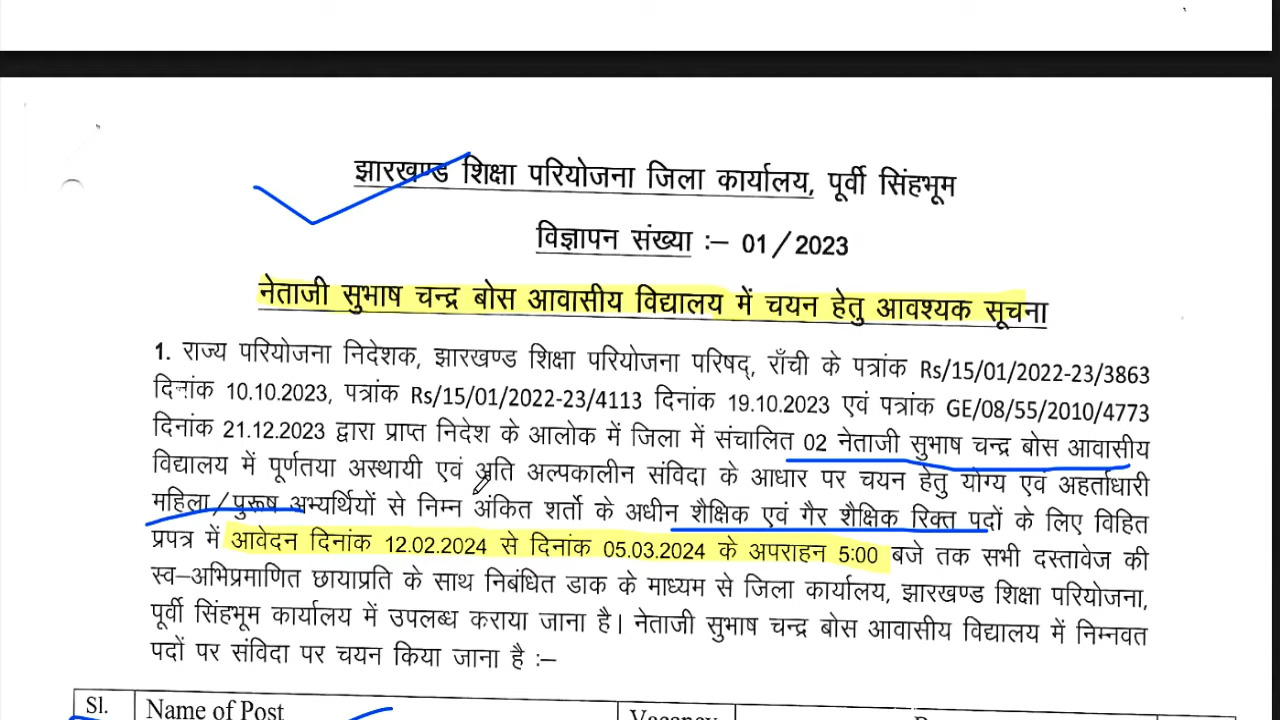 झारखण्ड शिक्षा परियोजना जिला कार्यालय, पूर्वी सिंहभूम
विज्ञापन संख्या :– 01/2023
नेताजी सुभाष चन्द्र बोस आवासीय विद्यालय में चयन हेतु आवश्यक सूचना
1. राज्य परियोजना निदेशक, झारखण्ड शिक्षा परियोजना परिषद्, राँची के पत्रांक Rs/15/01/2022-23/3863
दिनांक 10.10.2023, पत्रांक Rs/15/01/2022-23/4113 दिनांक 19.10.2023 एवं पत्रांक GE/08/55/2010/4773
दिनांक 21.12.2023 द्वारा प्राप्त निदेश के आलोक में जिला में संचालित 02 नेताजी सुभाष चन्द्र बोस आवासीय
विद्यालय में पूर्णतया अस्थायी एवं अति अल्पकालीन संविदा के आधार पर चयन हेतु योग्य एवं अहर्ताधारी
महिला/पुरूष अभ्यर्थियों से निम्न अंकित शर्तो के अधीन शैक्षिक एवं गैर शैक्षिक रिक्त पदों के लिए विहित
प्रपत्र में आवेदन दिनांक 12.02.2024 से दिनांक 05.03.2024 के अपराहन 5:00 बजे तक सभी दस्तावेज की
स्व–अभिप्रमाणित छायाप्रति के साथ निबंधित डाक के माध्यम से जिला कार्यालय, झारखण्ड शिक्षा परियोजना,
पूर्वी सिंहभूम कार्यालय में उपलब्ध कराया जाना है। नेताजी सुभाष चन्द्र बोस आवासीय विद्यालय में निम्नवत
पदों पर संविदा पर चयन किया जाना है :–
Sl. Name of Post Vacancy